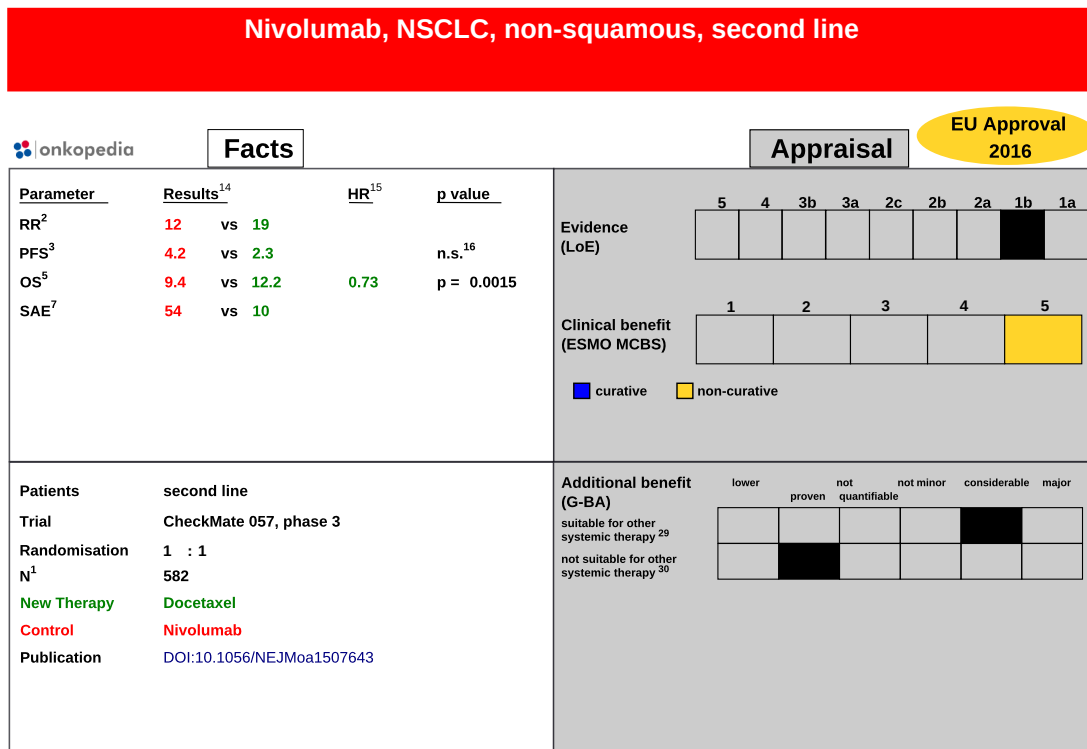 Nivolumab, NSCLC, non-squamous, second line
EU Approval
2016
onkopedia
Facts
Appraisal
Parameter Results14 HR15 p value
RR2 12 vs 19
PFS3 4.2 vs 2.3 n.s.16
OS5 9.4 vs 12.2 0.73 p = 0.0015
SAE7 54 vs 10
5 4 3b 3a 2c 2b 2a 1b 1a
Evidence
(LoE)
1 2 3 4 5
Clinical benefit
(ESMO MCBS)
curative non-curative
Patients second line
Trial CheckMate 057, phase 3
Randomisation 1 : 1
N1 582
New Therapy Docetaxel
Control Nivolumab
Publication DOI:10.1056/NEJMoa1507643
Additional benefit
(G-BA)
lower proven not quantifiable not minor considerable major
suitable for other
systemic therapy 29
not suitable for other
systemic therapy 30